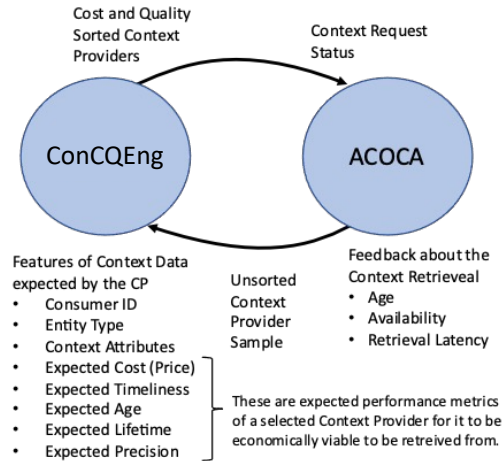 Cost and Quality
Sorted Context
Providers
Context Request
Status
ConCQEng
ACOCA
Features of Context Data
expected by the CP
• Consumer ID
• Entity Type
• Context Attributes
• Expected Cost (Price)
• Expected Timeliness
• Expected Age
• Expected Lifetime
• Expected Precision
Unsorted
Context
Provider
Sample
Feedback about the
Context Retrieveal
• Age
• Availability
• Retrieval Latency
These are expected performance metrics
of a selected Context Provider for it to be
economically viable to be retreived from.